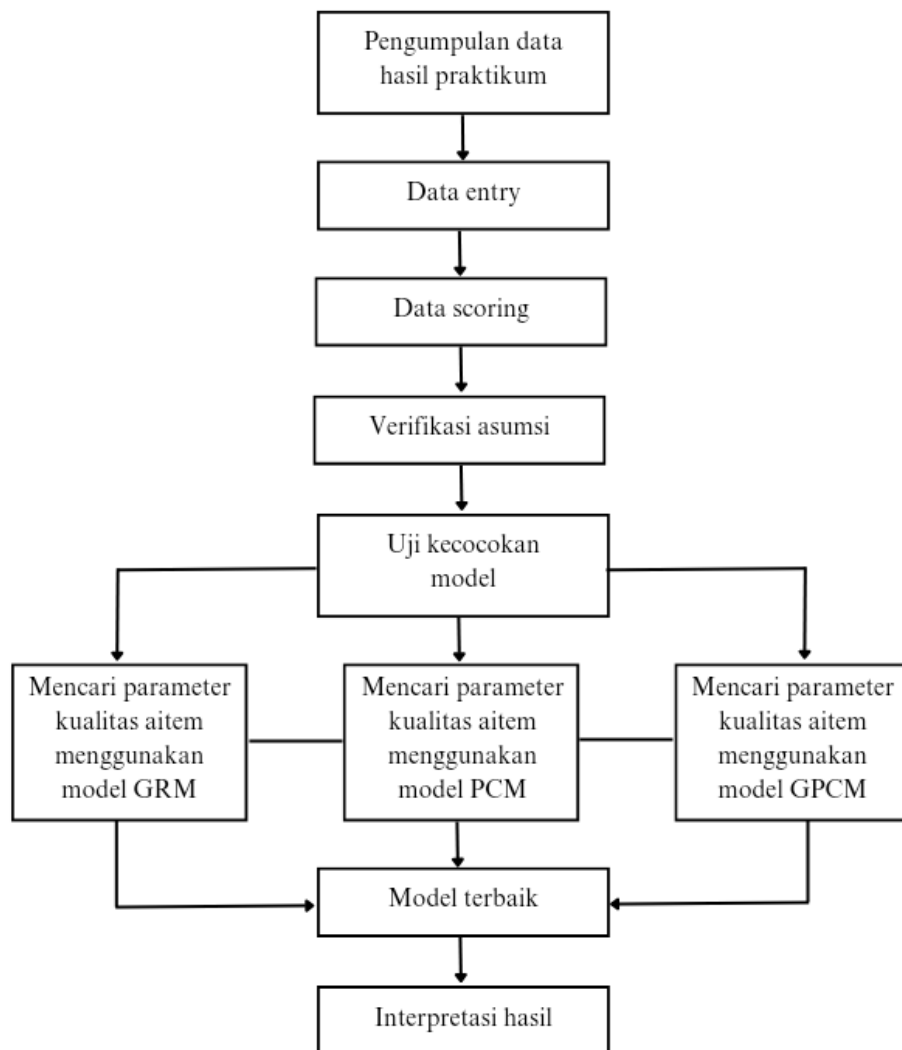 Pengumpulan data
hasil praktikum
Data entry
Data scoring
Verifikasi asumsi
Uji kecocokan
model
Mencari parameter
kualitas aitem
menggunakan
model GRM
Mencari parameter
kualitas aitem
menggunakan
model PCM
Mencari parameter
kualitas aitem
menggunakan
model GPCM
Model terbaik
Interpretasi hasil